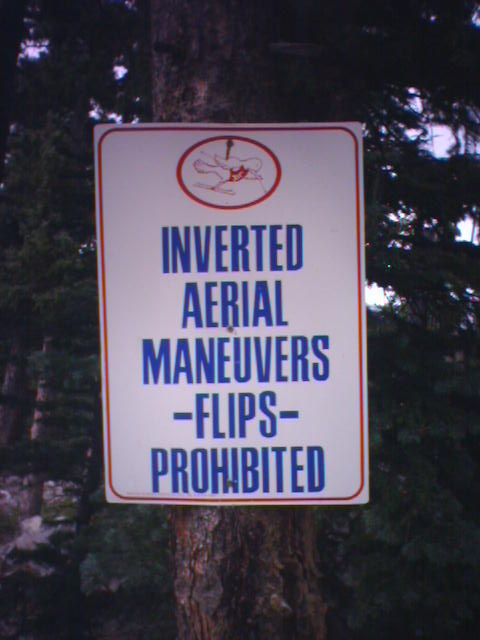 INVERTED
AERIAL
MANEUVERS
-FLIPS-
PROHIBITED